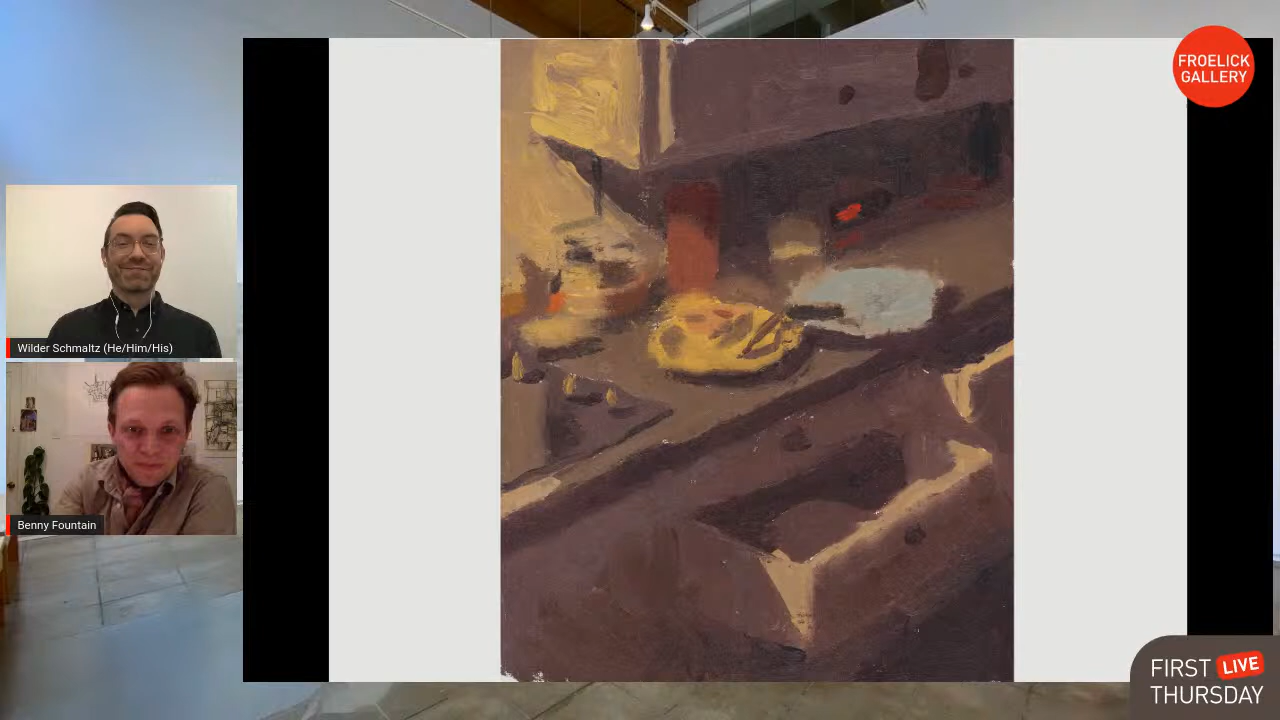 FROELICK
GALLERY
Wilder Schmaltz (He/Him/His)
Benny Fountain
FIRST LIVE
THURSDAY